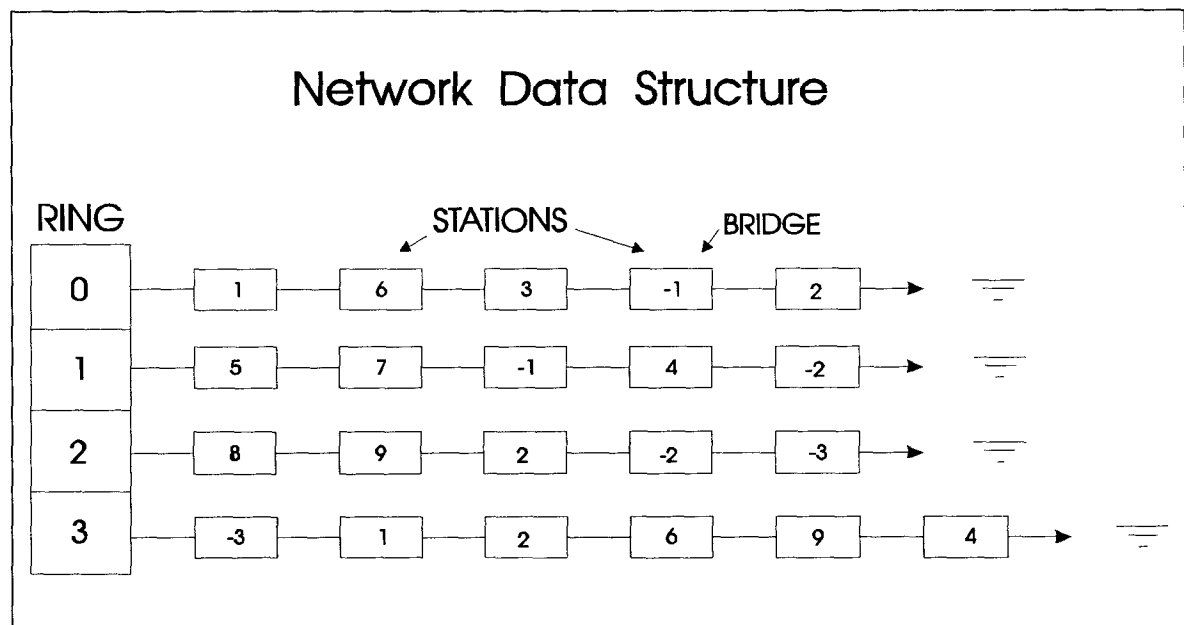 Network Data Structure
RING STATIONS BRIDGE
0 1 6 3 -1 2
1 5 7 -1 4 -2
2 8 9 2 -2 -3
3 -3 1 2 6 9 4